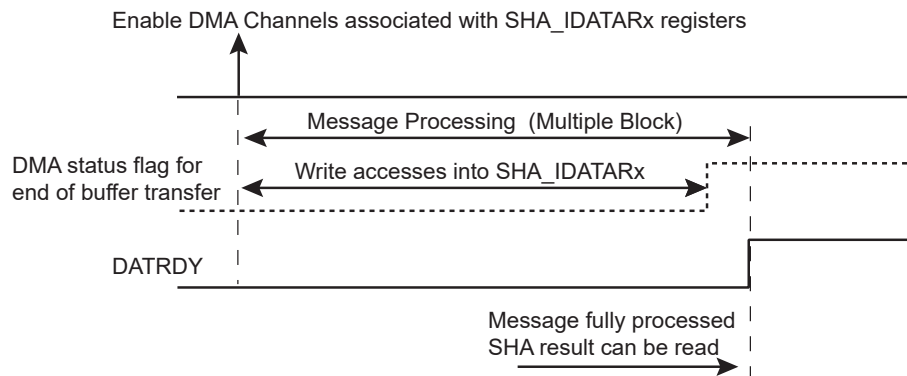 Enable DMA Channels associated with SHA_IDATARx registers
Message Processing (Multiple Block)
DMA status flag for
end of buffer transfer
Write accesses into SHA_IDATARx
DATRDY
Message fully processed
SHA result can be read